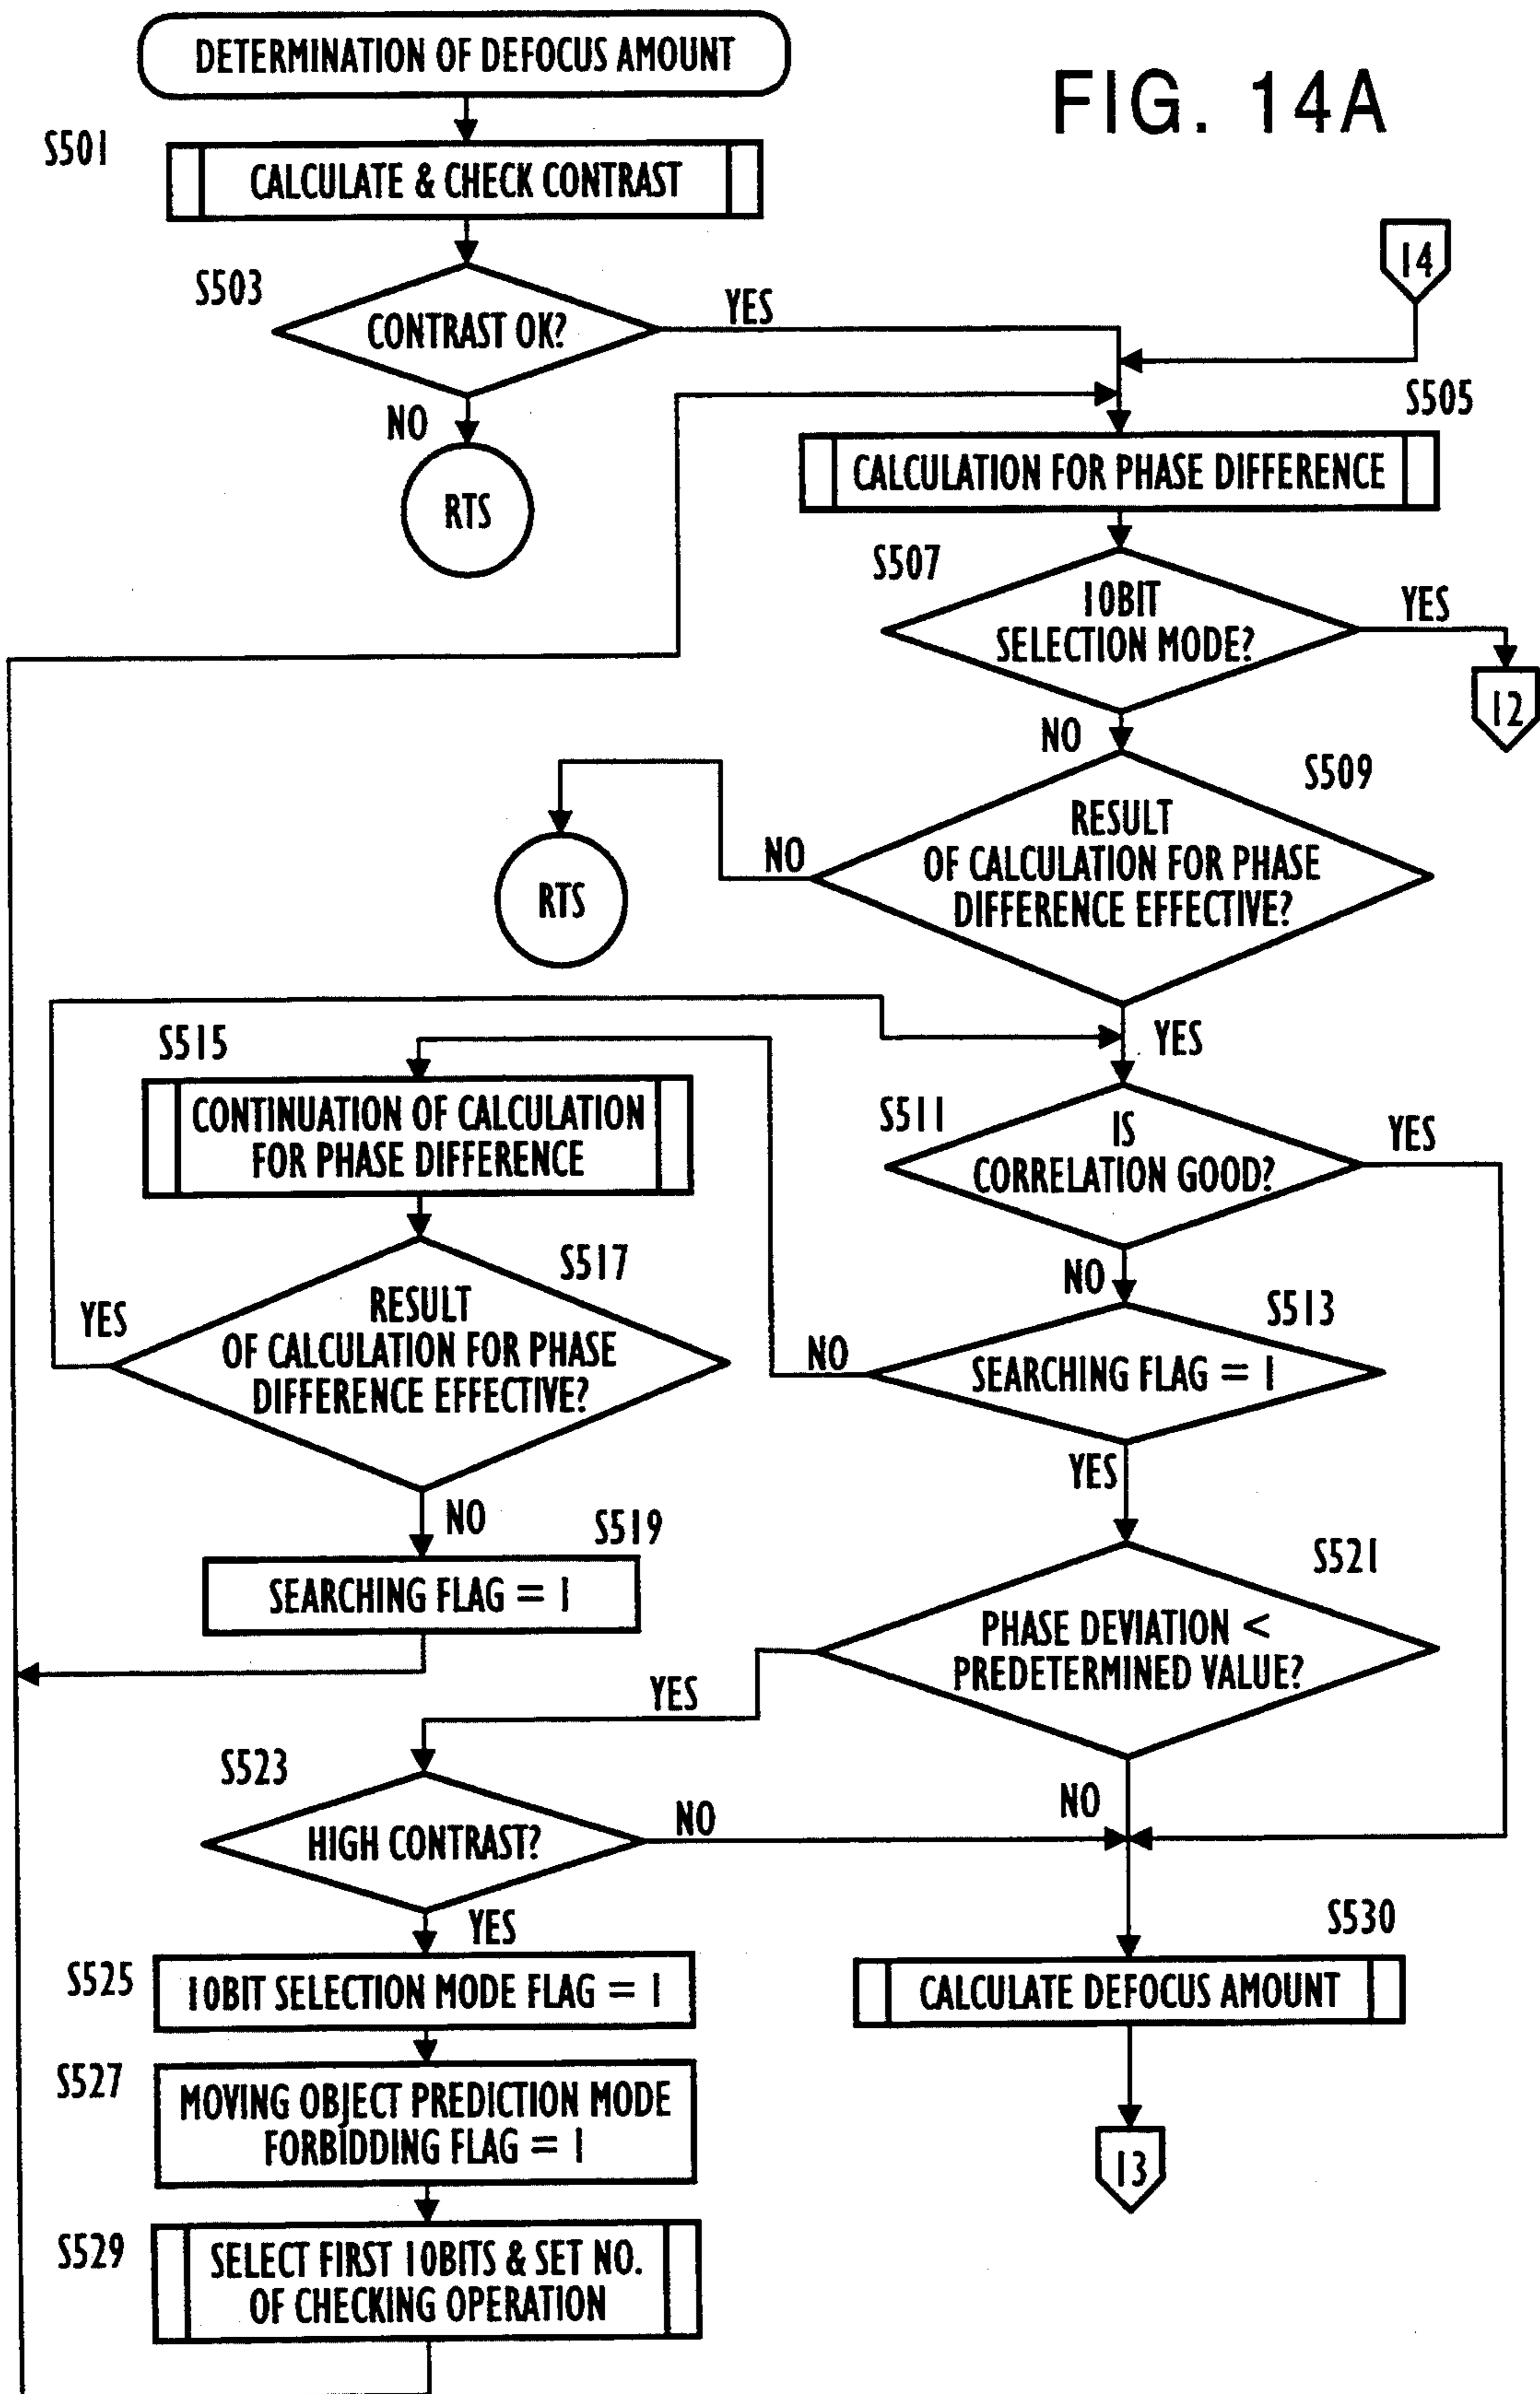 DETERMINATION OF DEFOCUS AMOUNT
FIG. 14A
S501
CALCULATE & CHECK CONTRAST
14
S503
CONTRAST OK?
YES
NO
RTS
S505
CALCULATION FOR PHASE DIFFERENCE
S507
10BIT
SELECTION MODE?
YES
12
NO
S509
RESULT
OF CALCULATION FOR PHASE
DIFFERENCE EFFECTIVE?
NO
RTS
YES
S515
CONTINUATION OF CALCULATION
FOR PHASE DIFFERENCE
S511
IS
CORRELATION GOOD?
YES
NO
S517
RESULT
OF CALCULATION FOR PHASE
DIFFERENCE EFFECTIVE?
YES
NO
S513
SEARCHING FLAG = 1
NO
YES
S519
SEARCHING FLAG = 1
S521
PHASE DEVIATION <
PREDETERMINED VALUE?
YES
NO
S523
HIGH CONTRAST?
NO
YES
S525
10BIT SELECTION MODE FLAG = 1
S530
CALCULATE DEFOCUS AMOUNT
S527
MOVING OBJECT PREDICTION MODE
FORBIDDING FLAG = 1
13
S529
SELECT FIRST 10BITS & SET NO.
OF CHECKING OPERATION